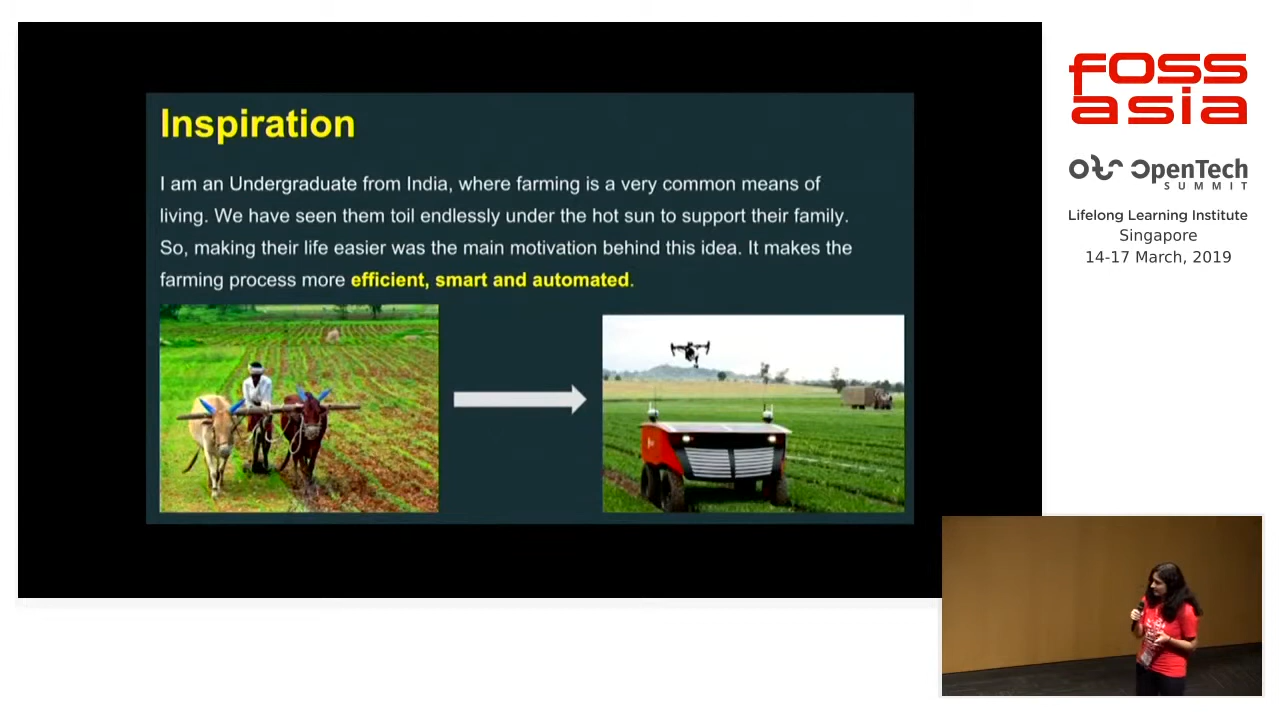 Inspiration
I am an Undergraduate from India, where farming is a very common means of
living. We have seen them toil endlessly under the hot sun to support their family.
So, making their life easier was the main motivation behind this idea. It makes the
farming process more efficient, smart and automated.
fOSS
asia
OpenTech
SUMMIT
Lifelong Learning Institute
Singapore
14-17 March, 2019